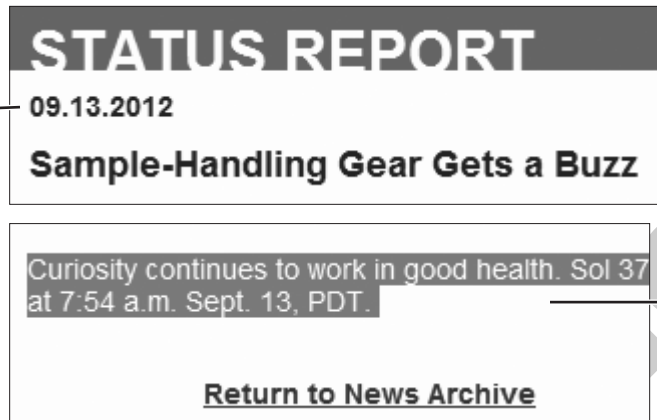 STATUS REPORT
09.13.2012
Sample-Handling Gear Gets a Buzz
Curiosity continues to work in good health. Sol 37
at 7:54 a.m. Sept. 13, PDT.
Return to News Archive